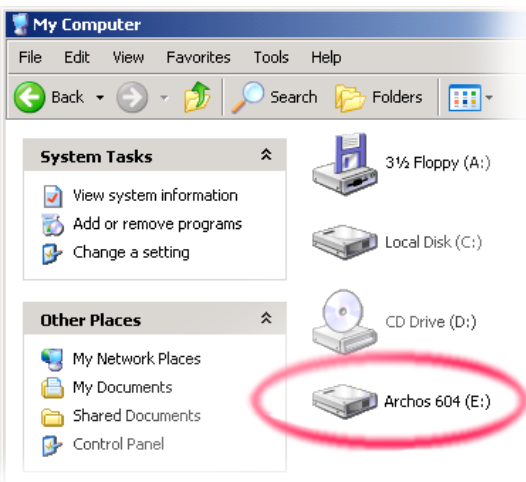 My Computer
File Edit View Favorites Tools Help
Back Search Folders
System Tasks
View system information
Add or remove programs
Change a setting
Other Places
My Network Places
My Documents
Shared Documents
Control Panel
3½ Floppy (A:)
Local Disk (C:)
CD Drive (D:)
Archos 604 (E:)